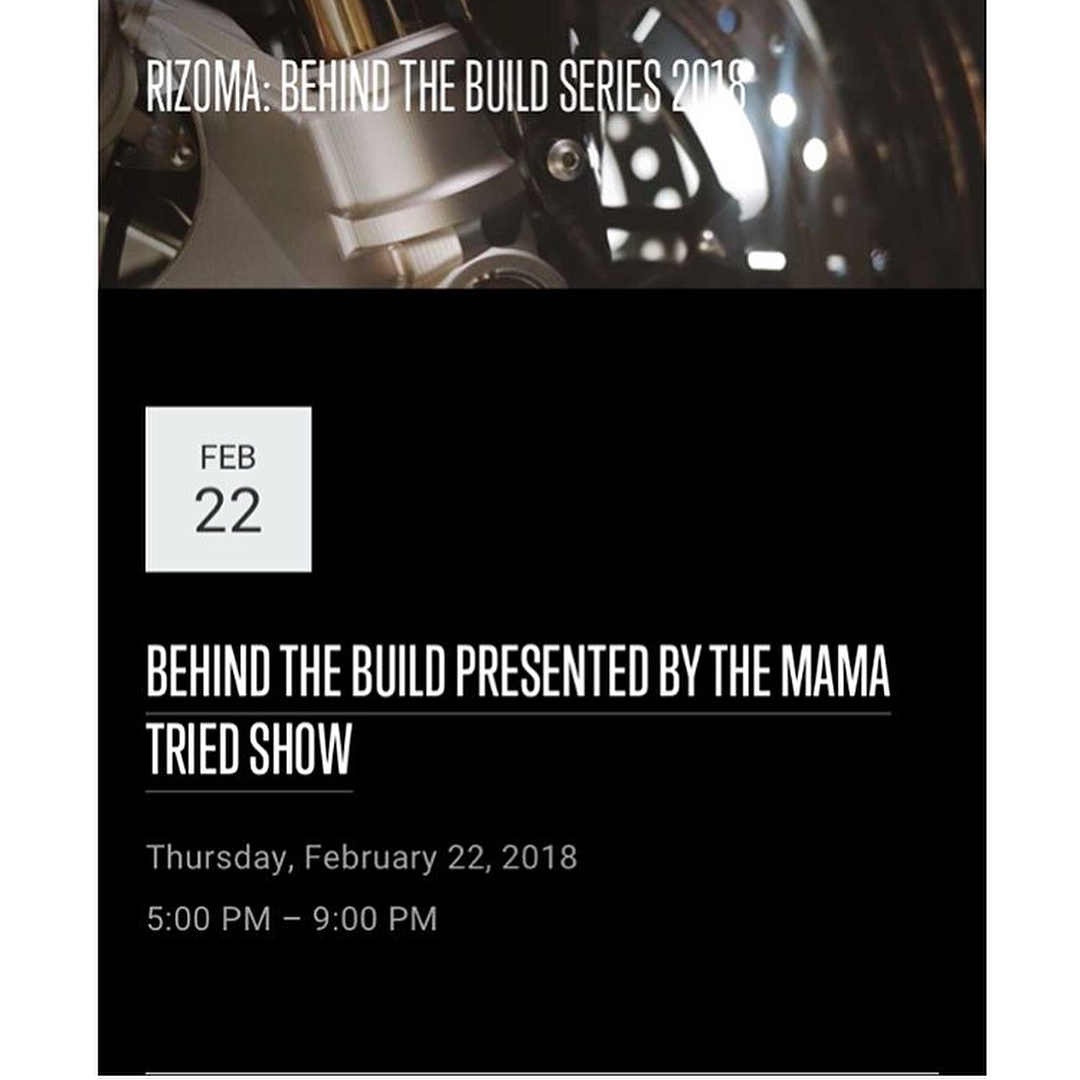 RIZOMA: BEHIND THE BUILD SERIES 2018
FEB
22
BEHIND THE BUILD PRESENTED BY THE MAMA
TRIED SHOW
Thursday, February 22, 2018
5:00 PM – 9:00 PM